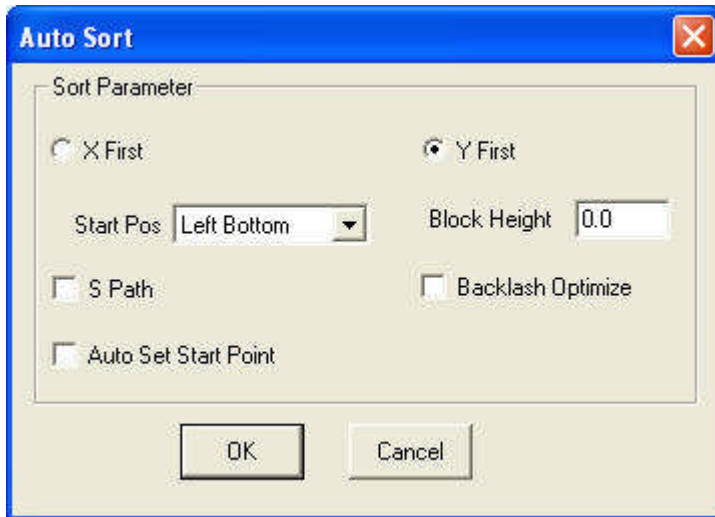 Auto Sort
Sort Parameter
X First
Y First
Start Pos Left Bottom
Block Height 0.0
S Path
Backlash Optimize
Auto Set Start Point
OK
Cancel